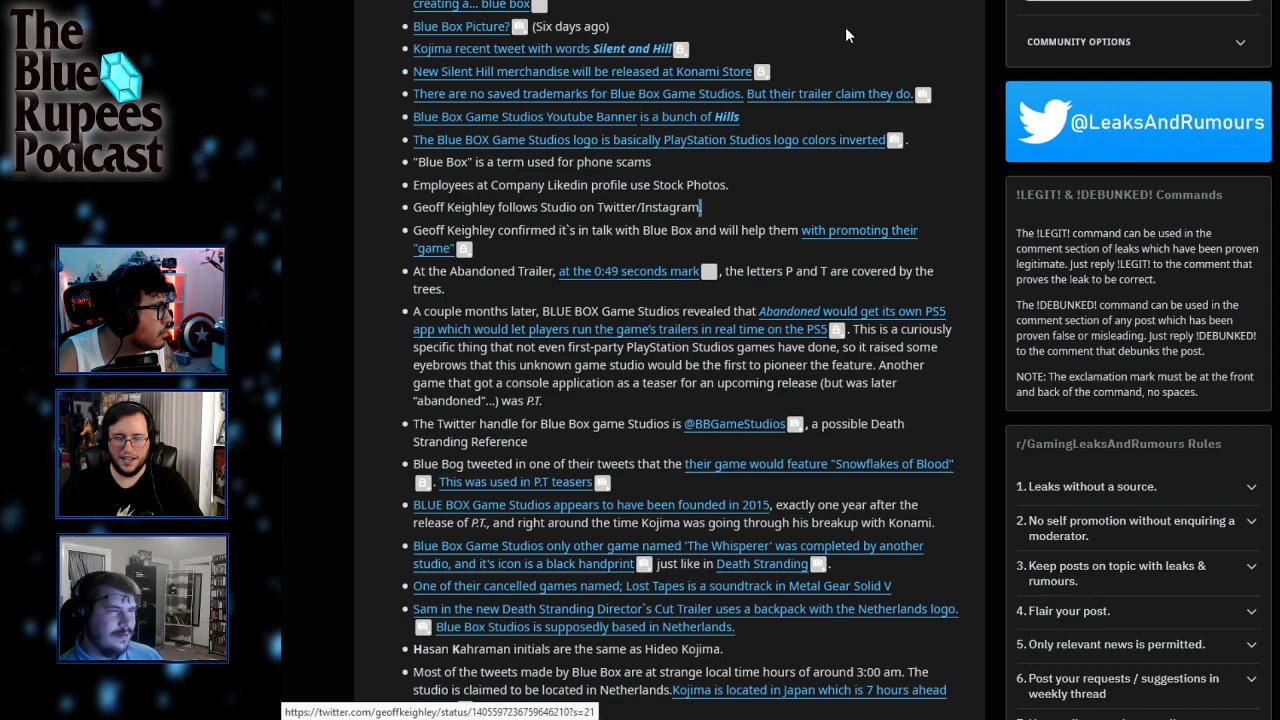 The
Blue
Rupees
Podcast
creating a... blue box
Blue Box Picture? (Six days ago)
Kojima recent tweet with words Silent and Hill
New Silent Hill merchandise will be released at Konami Store
There are no saved trademarks for Blue Box Game Studios. But their trailer claim they do.
Blue Box Game Studios Youtube Banner is a bunch of Hills
The Blue BOX Game Studios logo is basically PlayStation Studios logo colors inverted .
"Blue Box" is a term used for phone scams
Employees at Company Likedin profile use Stock Photos.
Geoff Keighley follows Studio on Twitter/Instagram.
Geoff Keighley confirmed it`s in talk with Blue Box and will help them with promoting their
"game"
At the Abandoned Trailer, at the 0:49 seconds mark , the letters P and T are covered by the
trees.
A couple months later, BLUE BOX Game Studios revealed that Abandoned would get its own PS5
app which would let players run the game's trailers in real time on the PS5 . This is a curiously
specific thing that not even first-party PlayStation Studios games have done, so it raised some
eyebrows that this unknown game studio would be the first to pioneer the feature. Another
game that got a console application as a teaser for an upcoming release (but was later
"abandoned"...) was P.T.
The Twitter handle for Blue Box game Studios is @BBGameStudios , a possible Death
Stranding Reference
Blue Bog tweeted in one of their tweets that the their game would feature "Snowflakes of Blood"
. This was used in P.T teasers
BLUE BOX Game Studios appears to have been founded in 2015, exactly one year after the
release of P.T., and right around the time Kojima was going through his breakup with Konami.
Blue Box Game Studios only other game named 'The Whisperer' was completed by another
studio, and it's icon is a black handprint just like in Death Stranding .
One of their cancelled games named; Lost Tapes is a soundtrack in Metal Gear Solid V
Sam in the new Death Stranding Director`s Cut Trailer uses a backpack with the Netherlands logo.
Blue Box Studios is supposedly based in Netherlands.
Hasan Kahraman initials are the same as Hideo Kojima.
Most of the tweets made by Blue Box are at strange local time hours of around 3:00 am. The
studio is claimed to be located in Netherlands.Kojima is located in Japan which is 7 hours ahead
https://twitter.com/geoffkeighley/status/1405597236759646210?s=21
COMMUNITY OPTIONS
@LeaksAndRumours
!LEGIT! & !DEBUNKED! Commands
The !LEGIT! command can be used in the
comment section of leaks which have been proven
legitimate. Just reply !LEGIT! to the comment that
proves the leak to be correct.
The !DEBUNKED! command can be used in the
comment section of any post which has been
proven false or misleading. Just reply !DEBUNKED!
to the comment that debunks the post.
NOTE: The exclamation mark must be at the front
and back of the command, no spaces.
r/GamingLeaksAndRumours Rules
1. Leaks without a source.
2. No self promotion without enquiring a
moderator.
3. Keep posts on topic with leaks &
rumours.
4. Flair your post.
5. Only relevant news is permitted.
6. Post your requests / suggestions in
weekly thread